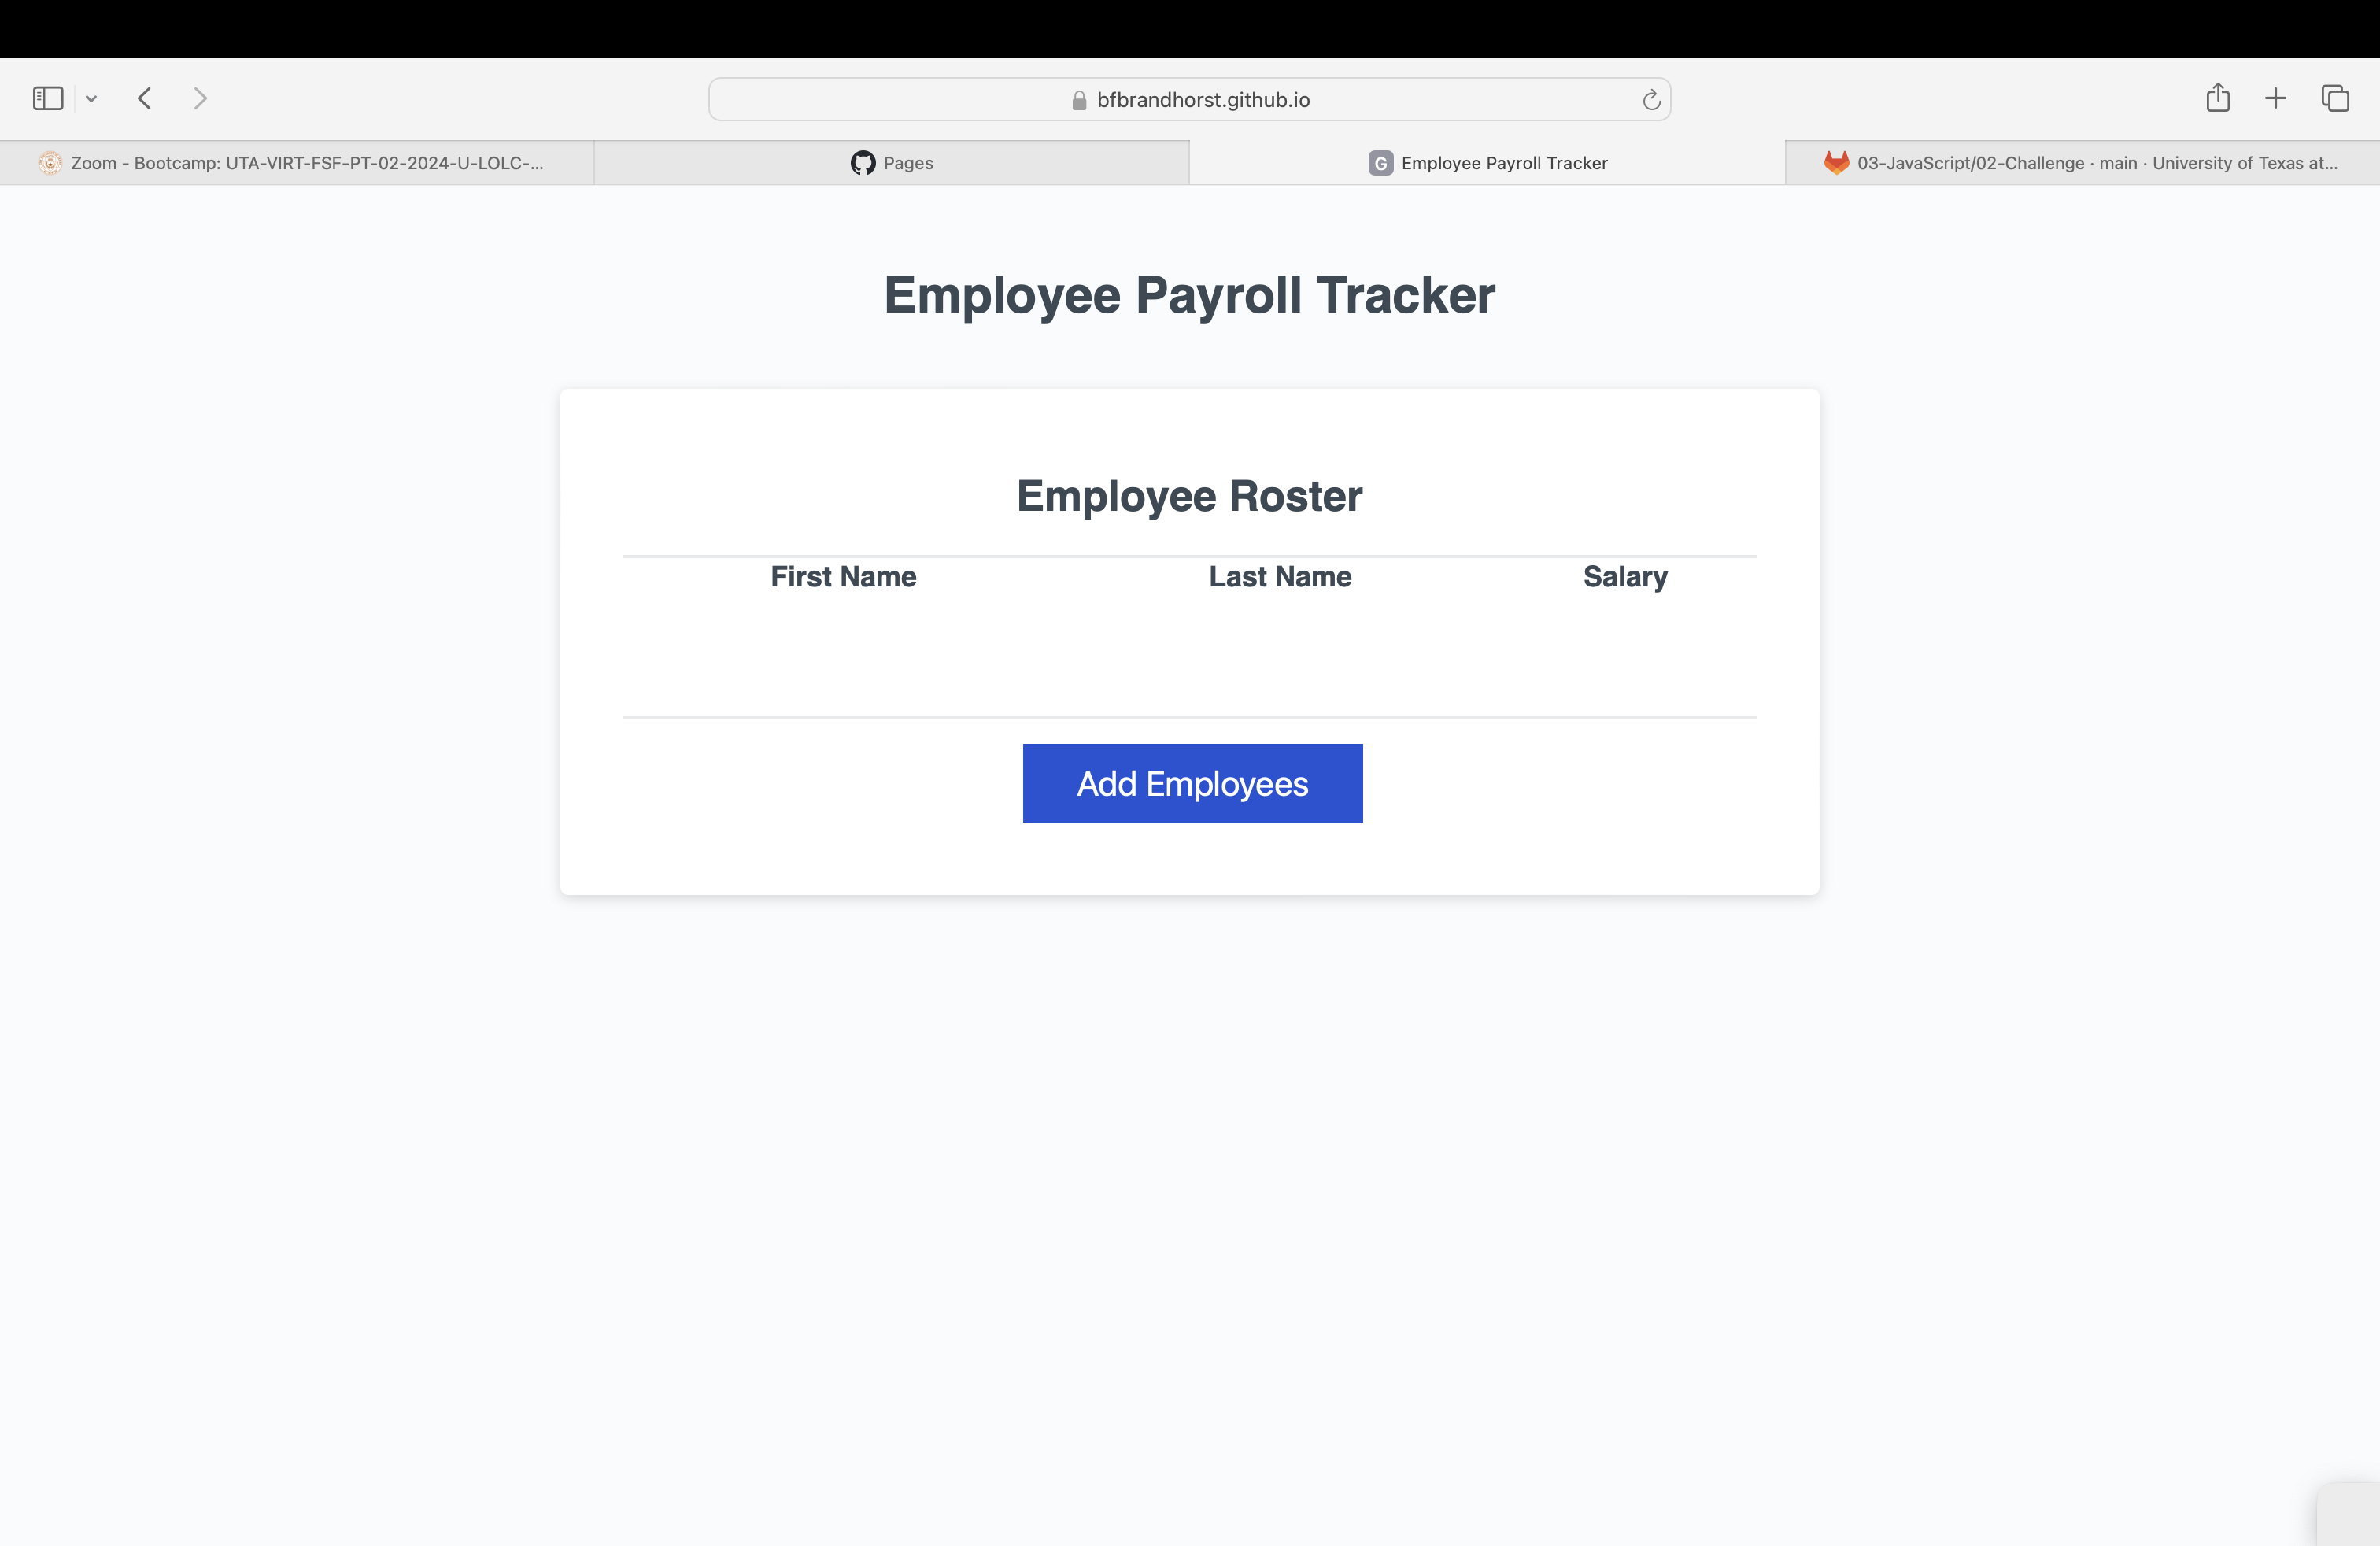 bfbrandhorst.github.io
Zoom - Bootcamp: UTA-VIRT-FSF-PT-02-2024-U-LOLC-...
Pages
G Employee Payroll Tracker
03-JavaScript/02-Challenge · main · University of Texas at...
Employee Payroll Tracker
Employee Roster
First Name Last Name Salary
Add Employees